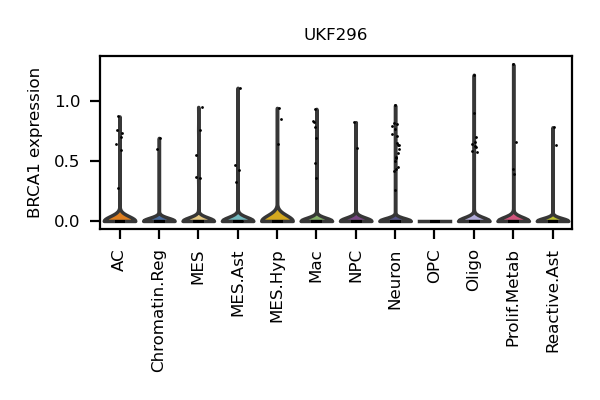 UKF296
BRCA1 expression
1.0
0.5
0.0
AC
Chromatin.Reg
MES
MES.Ast
MES.Hyp
Mac
NPC
Neuron
OPC
Oligo
Prolif.Metab
Reactive.Ast